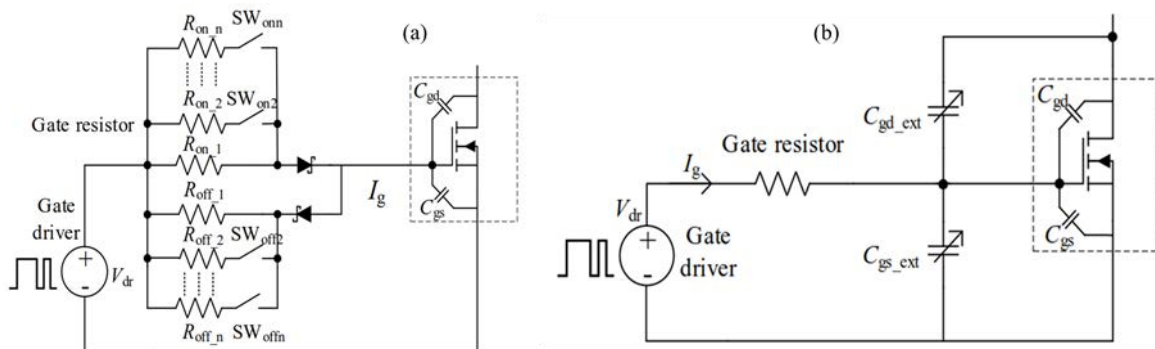 (a)
R_on_n SW_onn
R_on_2 SW_on2
Gate resistor
R_on_1
R_off_1
Gate
driver
R_off_2 SW_off2
V_dr
R_off_n SW_offn
+
-
I_g
C_gd
C_gs
(b)
C_gd_ext
C_gd
Gate resistor
I_g
V_dr
+
-
Gate
driver
C_gs_ext
C_gs